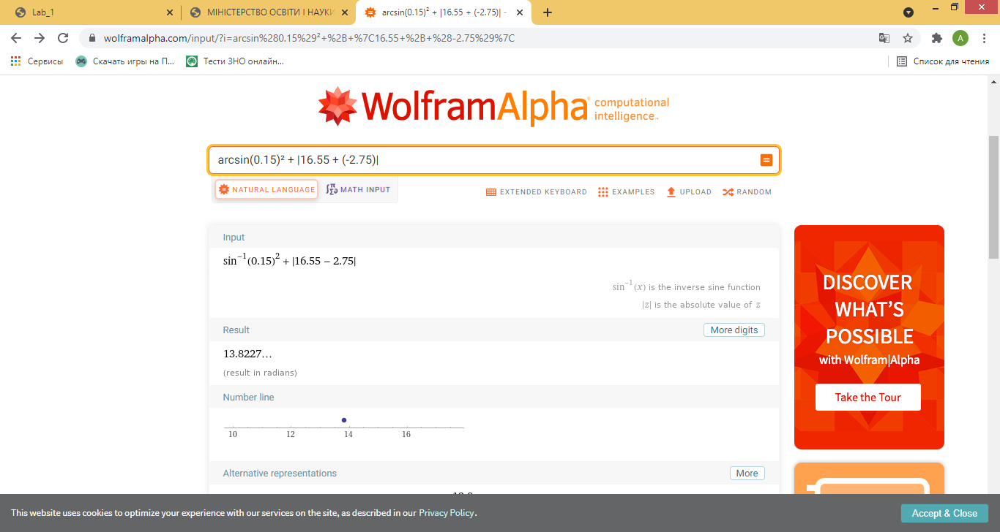 Lab_1
МІНІСТЕРСТВО ОСВІТИ І НАУКИ
arcsin(0.15)² + |16.55 + (-2.75)| -
wolframalpha.com/input/?i=arcsin%280.15%29²+%2B+%7C16.55+%2B+%28-2.75%29%7C
A
Сервисы
Скачать игры на П...
Тести ЗНО онлайн...
Список для чтения
WolframAlpha computational intelligence™
arcsin(0.15)² + |16.55 + (-2.75)|
NATURAL LANGUAGE
MATH INPUT
EXTENDED KEYBOARD
EXAMPLES
UPLOAD
RANDOM
Input
sin⁻¹(0.15)² + |16.55 − 2.75|
sin⁻¹(x) is the inverse sine function
|z| is the absolute value of z
Result
More digits
13.8227…
(result in radians)
Number line
10 12 14 16
Alternative representations
More
DISCOVER
WHAT'S
POSSIBLE
with Wolfram|Alpha
Take the Tour
This website uses cookies to optimize your experience with our services on the site, as described in our Privacy Policy.
Accept & Close